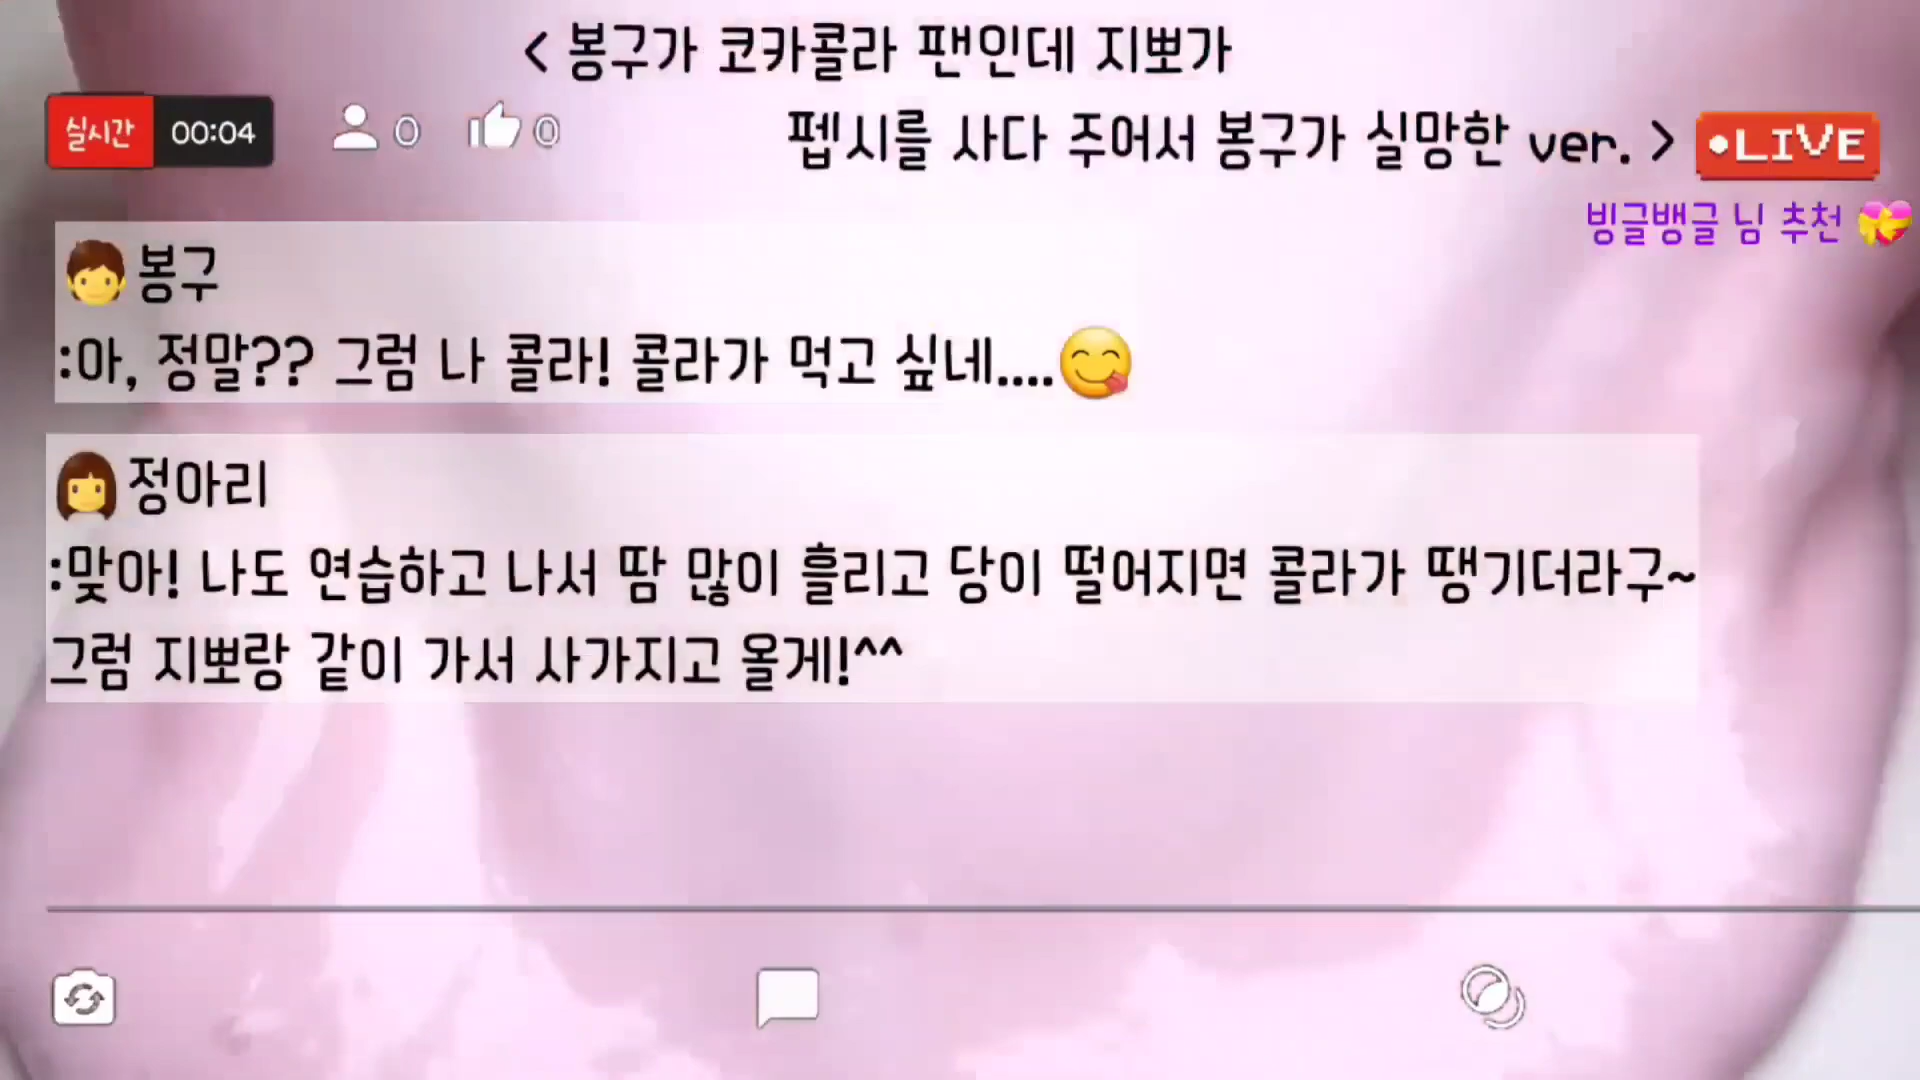 < 봉구가 코카콜라 팬인데 지뽀가
펩시를 사다 주어서 봉구가 실망한 ver. >
•LIVE
실시간 00:04 0 0
빙글뱅글 님 추천 💝
봉구
:아, 정말?? 그럼 나 콜라! 콜라가 먹고 싶네....😋
정아리
:맞아! 나도 연습하고 나서 땀 많이 흘리고 당이 떨어지면 콜라가 땡기더라구~
그럼 지뽀랑 같이 가서 사가지고 올게!^^